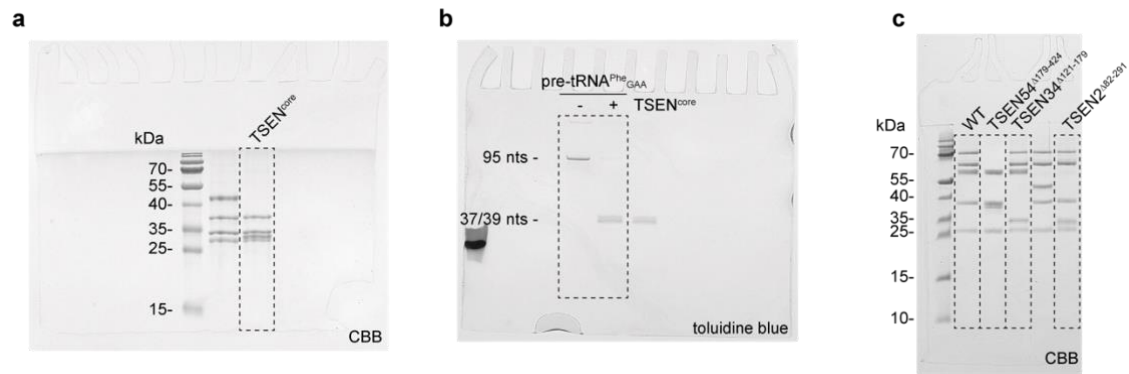 a
TSENcore
kDa
70-
55-
40-
35-
25-
15-
CBB
b
pre-tRNAPheGAA
- + TSENcore
95 nts -
37/39 nts -
toluidine blue
c
WT
TSEN54Δ179-424
TSEN34Δ121-179
TSEN2Δ82-291
kDa
70-
55-
40-
35-
25-
15-
10-
CBB